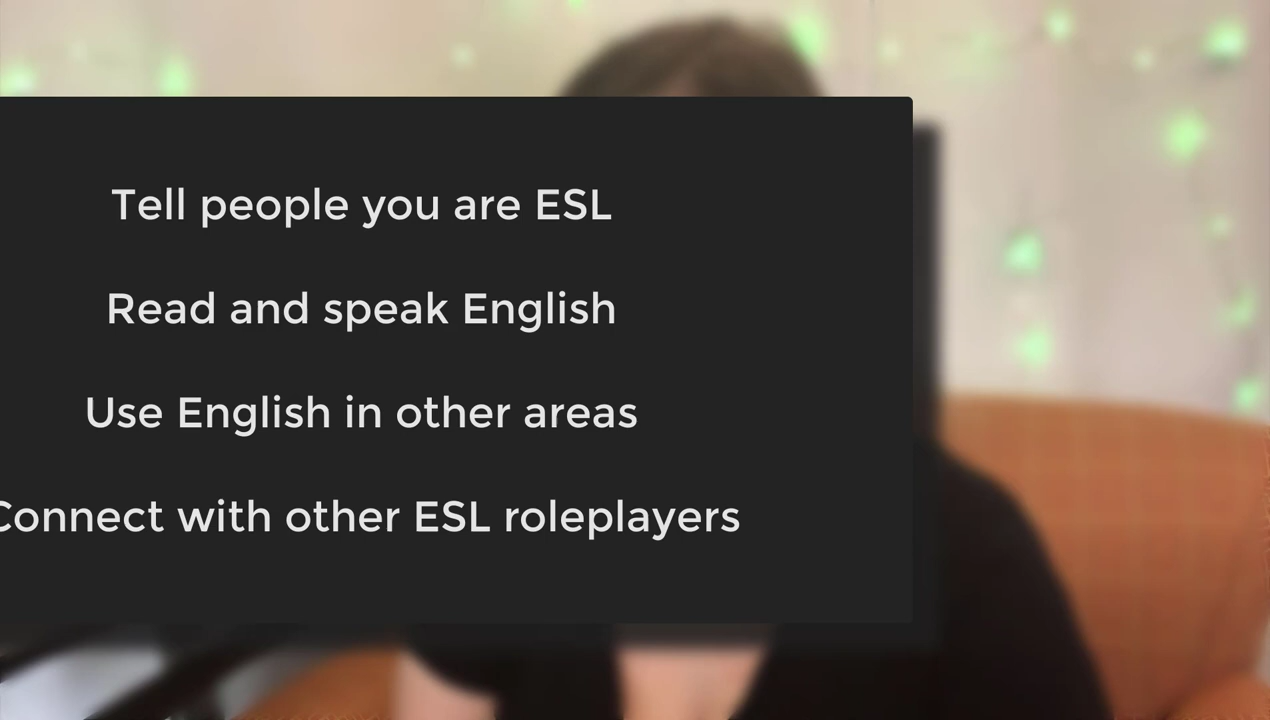 Tell people you are ESL
Read and speak English
Use English in other areas
Connect with other ESL roleplayers